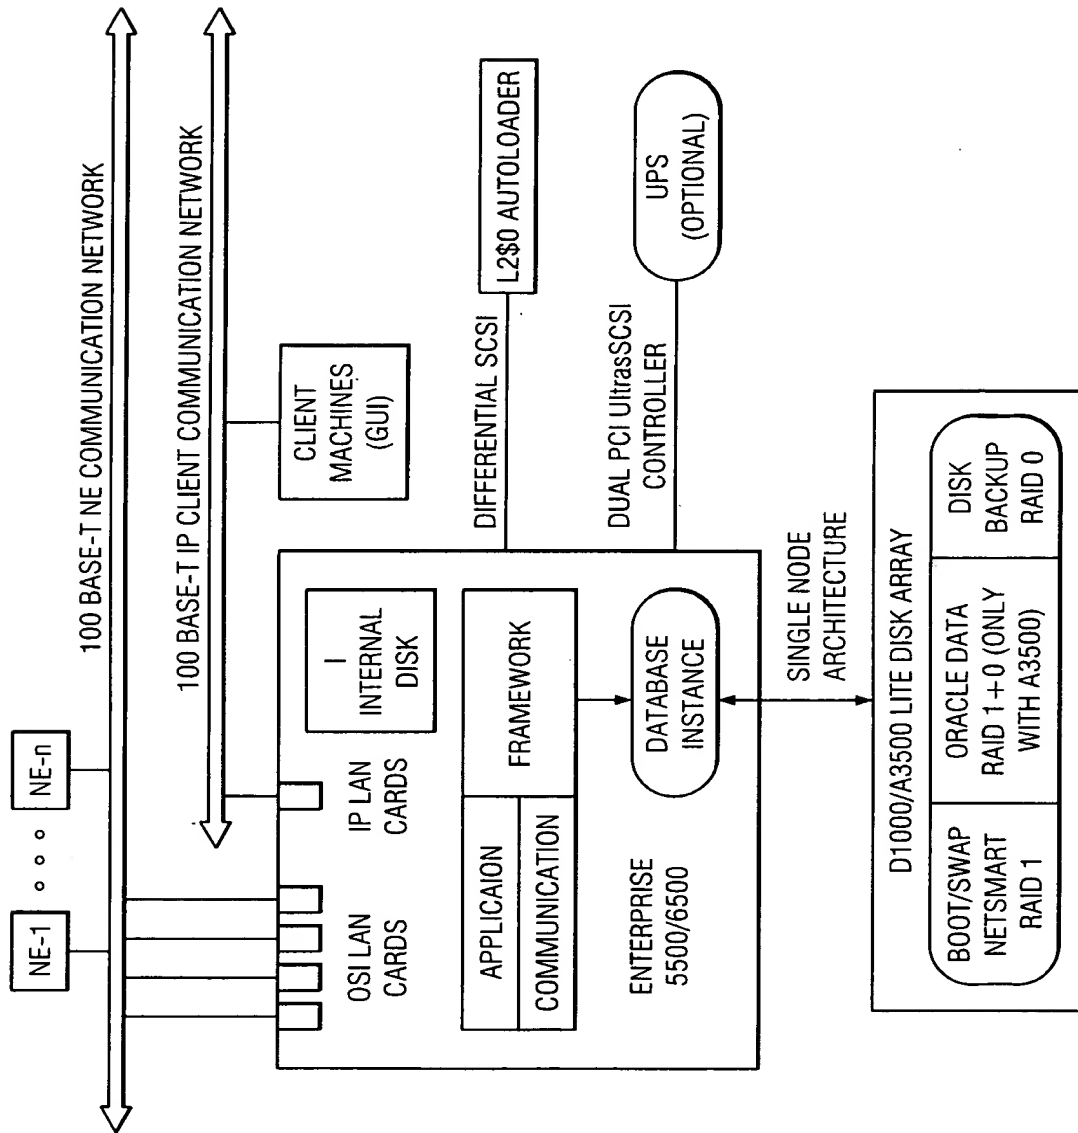 100 BASE-T NE COMMUNICATION NETWORK
NE-1
NE-n
100 BASE-T IP CLIENT COMMUNICATION NETWORK
OSI LAN
CARDS
IP LAN
CARDS
I
INTERNAL
DISK
CLIENT
MACHINES
(GUI)
APPLICAION
COMMUNICATION
FRAMEWORK
DIFFERENTIAL SCSI
L2$0 AUTOLOADER
ENTERPRISE
5500/6500
DATABASE
INSTANCE
DUAL PCI UltrasSCSI
CONTROLLER
UPS
(OPTIONAL)
SINGLE NODE
ARCHITECTURE
D1000/A3500 LITE DISK ARRAY
BOOT/SWAP
NETSMART
RAID 1
ORACLE DATA
RAID 1+0 (ONLY
WITH A3500)
DISK
BACKUP
RAID 0